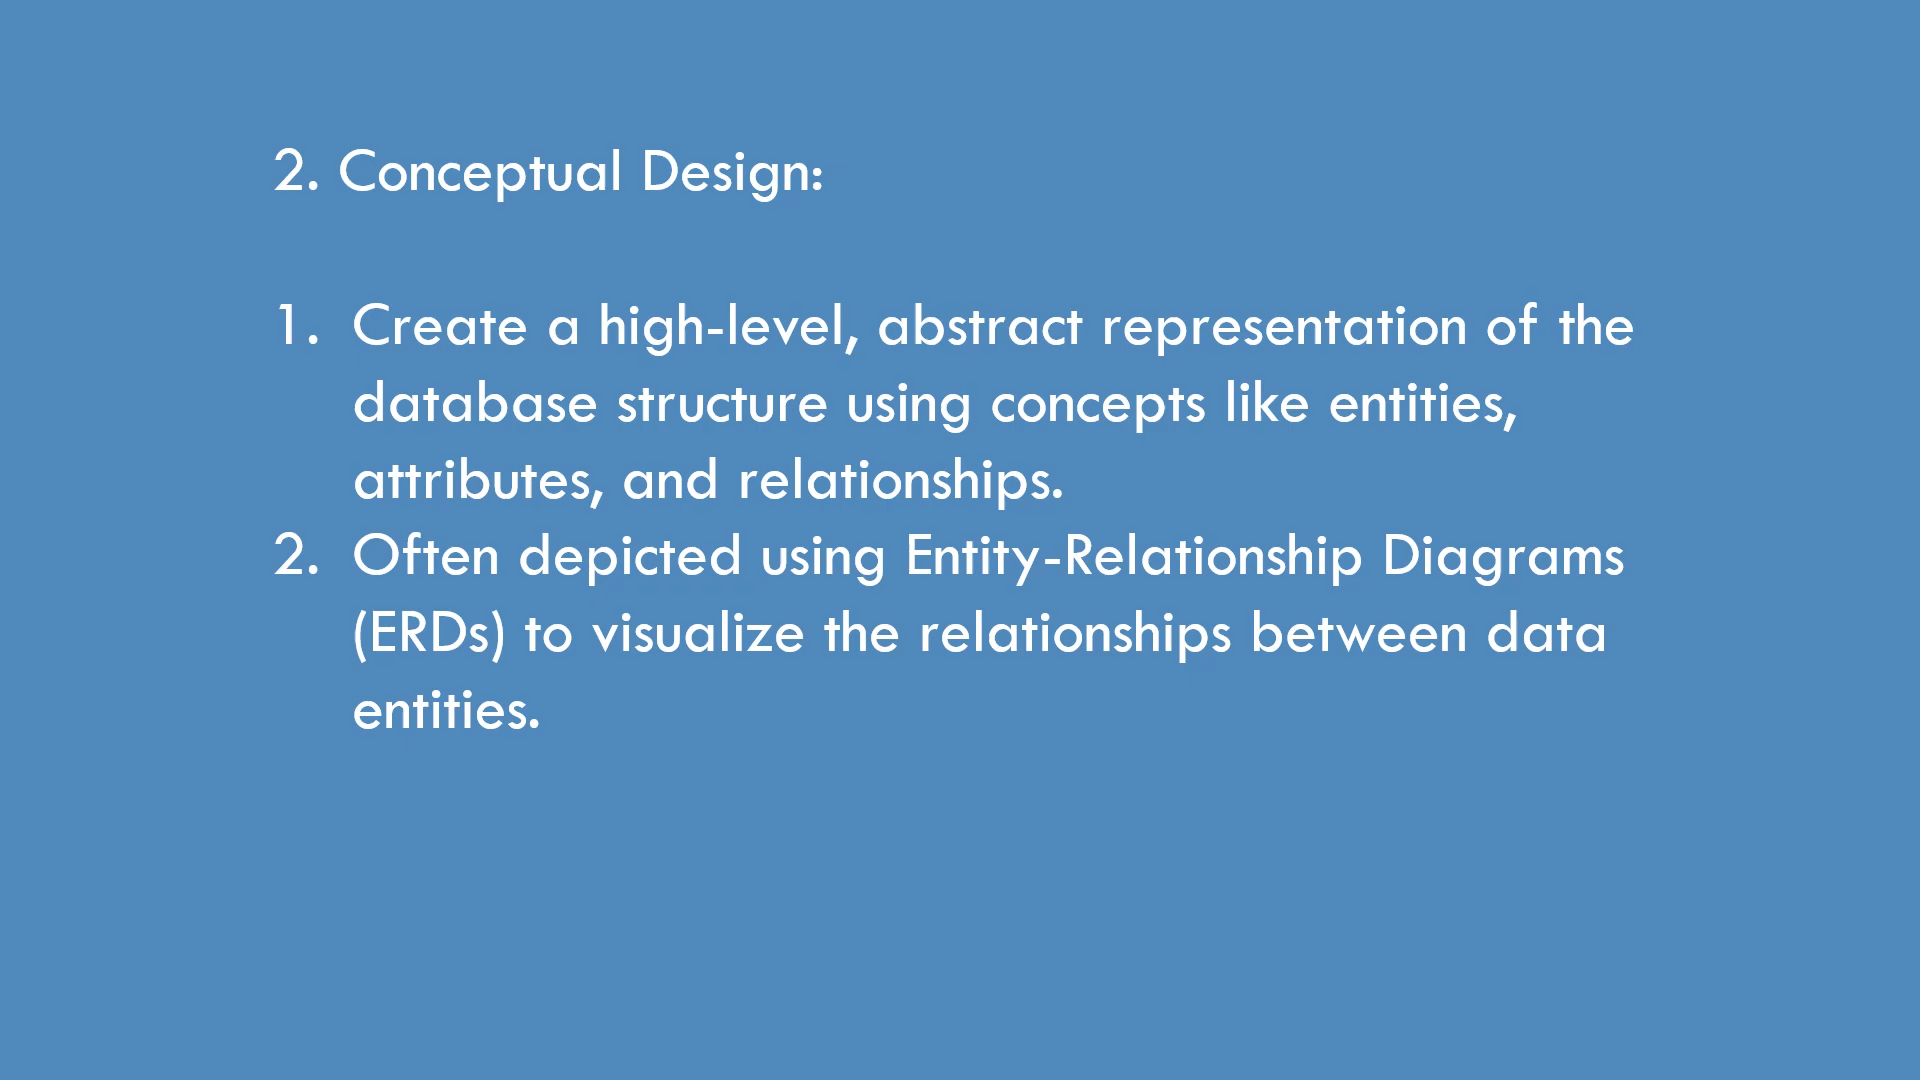 2. Conceptual Design:
1. Create a high-level, abstract representation of the
database structure using concepts like entities,
attributes, and relationships.
2. Often depicted using Entity-Relationship Diagrams
(ERDs) to visualize the relationships between data
entities.